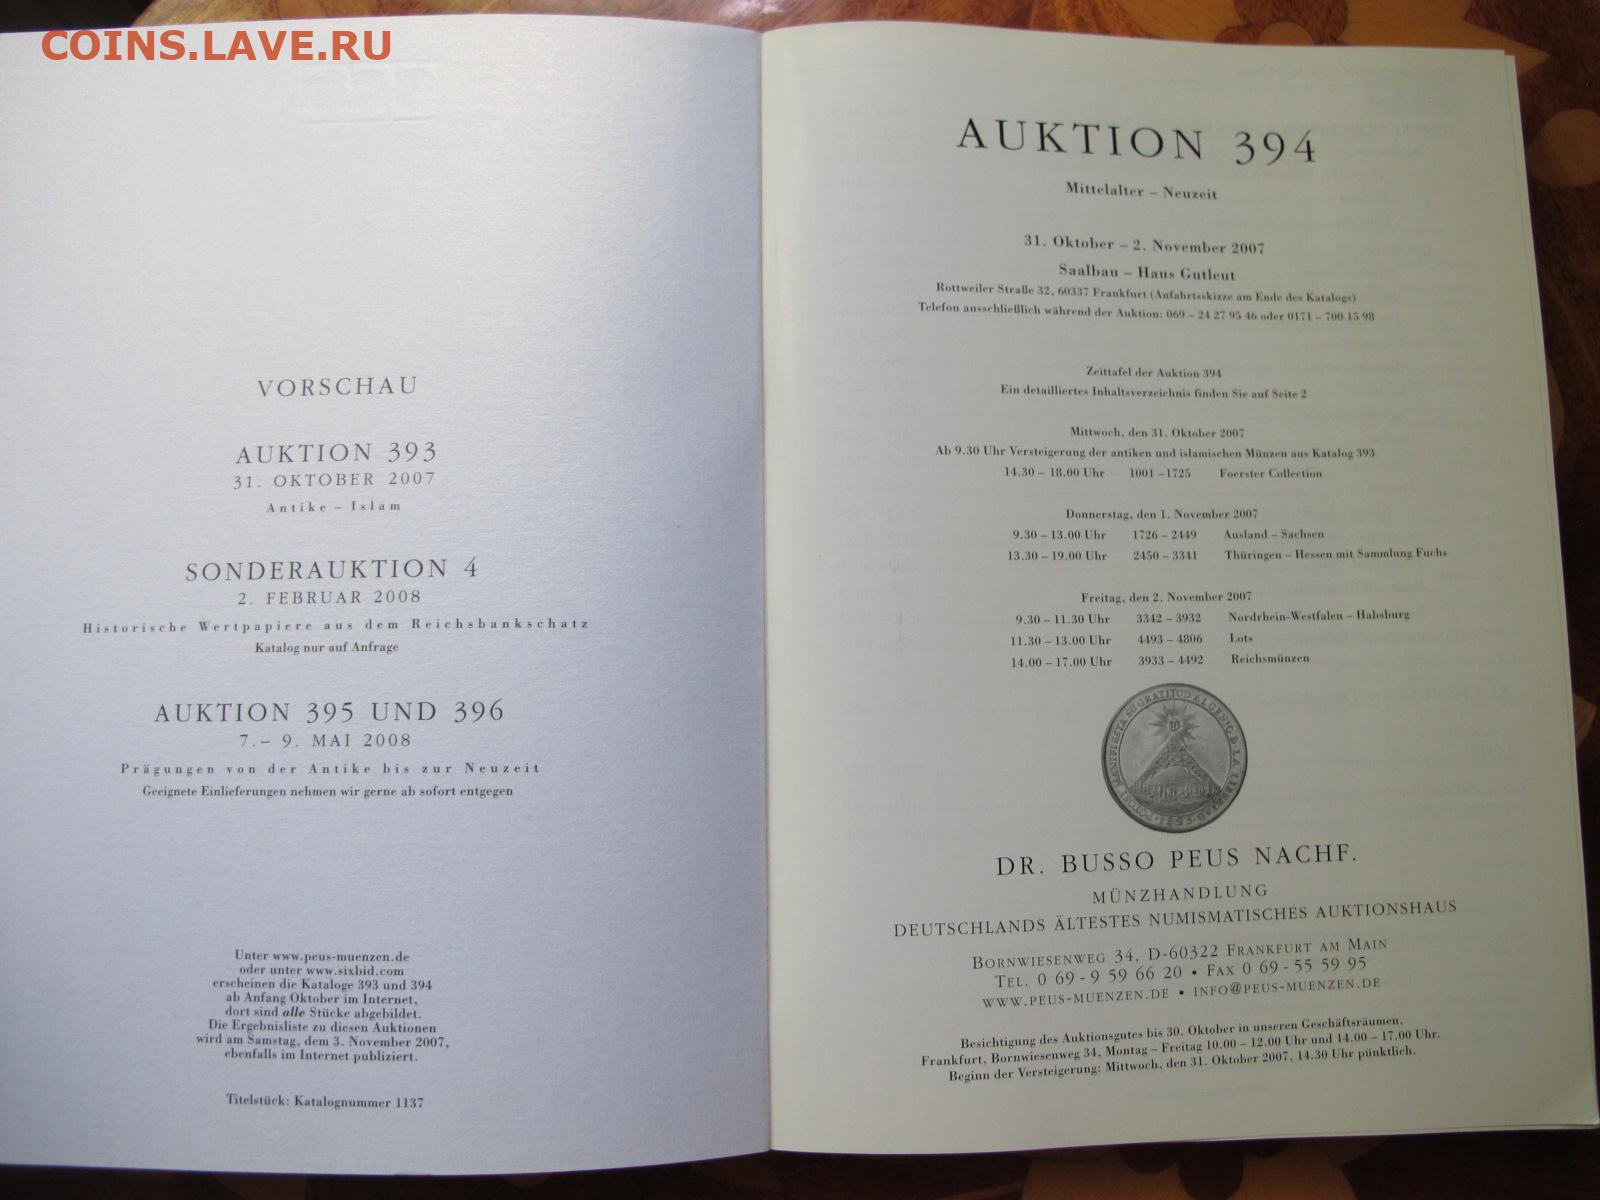 COINS.LAVE.RU
VORSCHAU
AUKTION 393
31. OKTOBER 2007
Antike – Islam
SONDERAUKTION 4
2. FEBRUAR 2008
Historische Wertpapiere aus dem Reichsbankschatz
Katalog nur auf Anfrage
AUKTION 395 UND 396
7.– 9. MAI 2008
Prägungen von der Antike bis zur Neuzeit
Geeignete Einlieferungen nehmen wir gerne ab sofort entgegen
Unter www.peus-muenzen.de
oder unter www.sixbid.com
erscheinen die Kataloge 393 und 394
ab Anfang Oktober im Internet,
dort sind alle Stücke abgebildet.
Die Ergebnisliste zu diesen Auktionen
wird am Samstag, dem 3. November 2007,
ebenfalls im Internet publiziert.
Titelstück: Katalognummer 1137
AUKTION 394
Mittelalter – Neuzeit
31. Oktober – 2. November 2007
Saalbau – Haus Gutleut
Rottweiler Straße 32, 60337 Frankfurt (Anfahrtsskizze am Ende des Katalogs)
Telefon ausschließlich während der Auktion: 069 – 24 27 95 46 oder 0171 – 700 15 98
Zeittafel der Auktion 394
Ein detailliertes Inhaltsverzeichnis finden Sie auf Seite 2
Mittwoch, den 31. Oktober 2007
Ab 9.30 Uhr Versteigerung der antiken und islamischen Münzen aus Katalog 393
14.30 – 18.00 Uhr 1001 –1725 Foerster Collection
Donnerstag, den 1. November 2007
9.30 – 13.00 Uhr 1726 – 2449 Ausland – Sachsen
13.30 – 19.00 Uhr 2450 – 3341 Thüringen – Hessen mit Sammlung Fuchs
Freitag, den 2. November 2007
9.30 – 11.30 Uhr 3342 – 3932 Nordrhein-Westfalen – Habsburg
11.30 – 13.00 Uhr 4493 – 4806 Lots
14.00 – 17.00 Uhr 3933 – 4492 Reichsmünzen
DR. BUSSO PEUS NACHF.
MÜNZHANDLUNG
DEUTSCHLANDS ÄLTESTES NUMISMATISCHES AUKTIONSHAUS
BORNWIESENWEG 34, D-60322 FRANKFURT AM MAIN
TEL. 0 69 - 9 59 66 20 • FAX 0 69 - 55 59 95
WWW.PEUS-MUENZEN.DE • INFO@PEUS-MUENZEN.DE
Besichtigung des Auktionsgutes bis 30. Oktober in unseren Geschäftsräumen,
Frankfurt, Bornwiesenweg 34, Montag – Freitag 10.00 – 12.00 Uhr und 14.00 – 17.00 Uhr.
Beginn der Versteigerung: Mittwoch, den 31. Oktober 2007, 14.30 Uhr pünktlich.